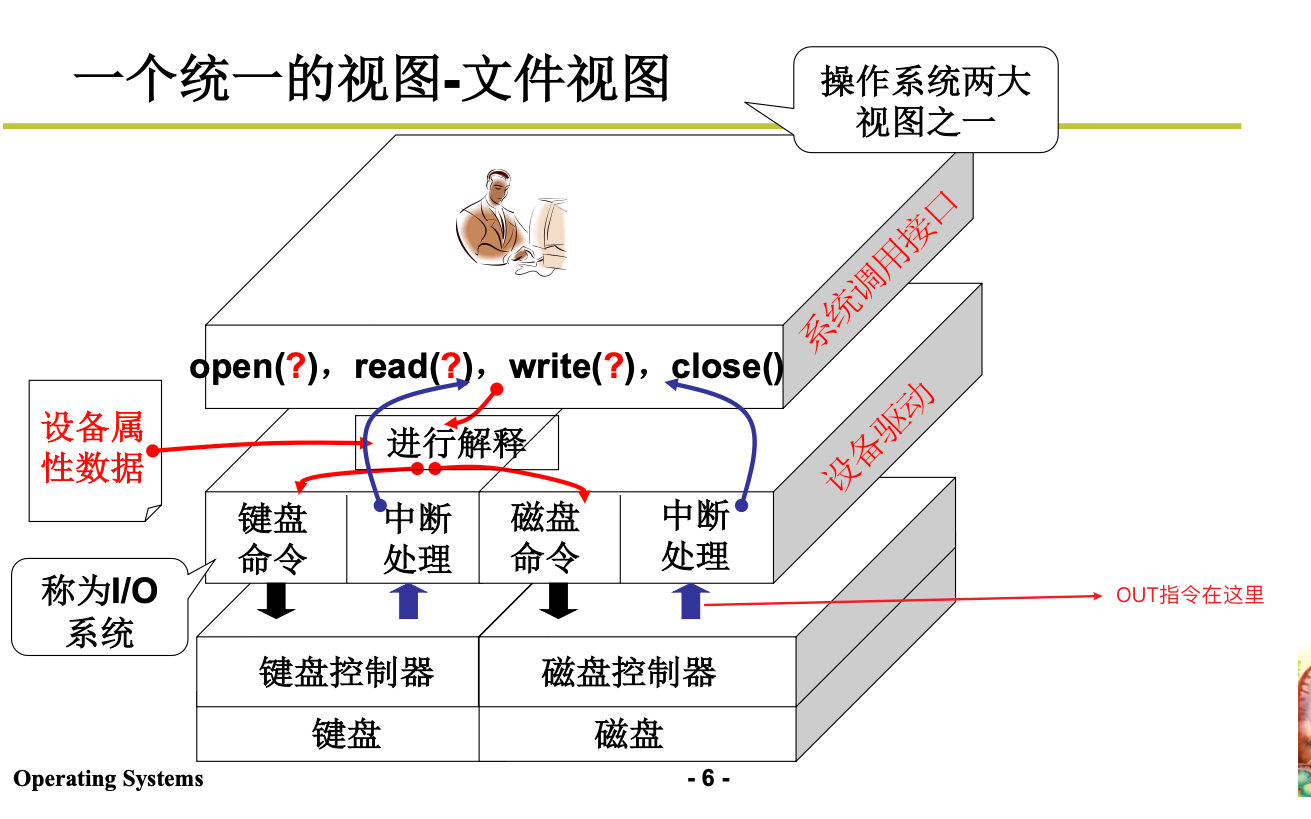 一个统一的视图-文件视图
操作系统两大
视图之一
系统调用接口
open(?)，read(?)，write(?)，close()
设备属
性数据
进行解释
设备驱动
键盘
命令
中断
处理
磁盘
命令
中断
处理
称为I/O
系统
OUT指令在这里
键盘控制器
磁盘控制器
键盘
磁盘
Operating Systems
- 6 -